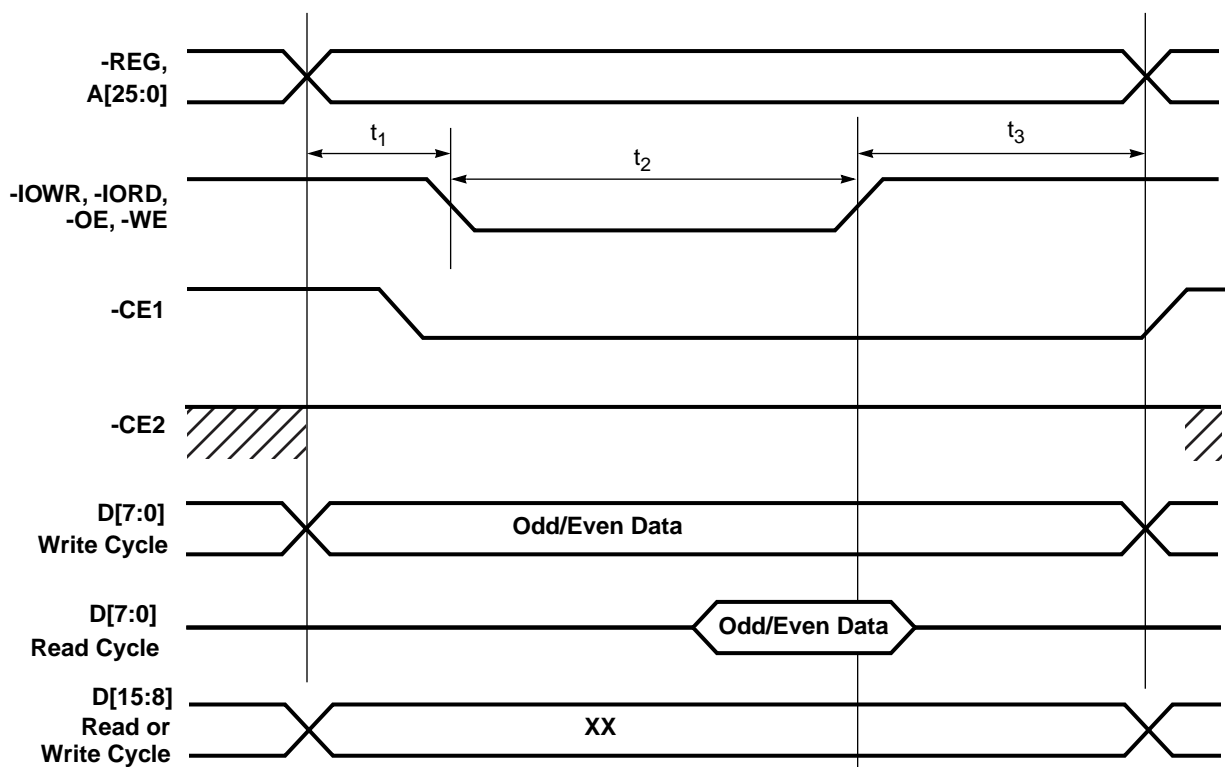 -REG,
A[25:0]
t1
t2
t3
-IOWR, -IORD,
-OE, -WE
-CE1
-CE2
D[7:0]
Write Cycle
Odd/Even Data
D[7:0]
Read Cycle
Odd/Even Data
D[15:8]
Read or
Write Cycle
XX